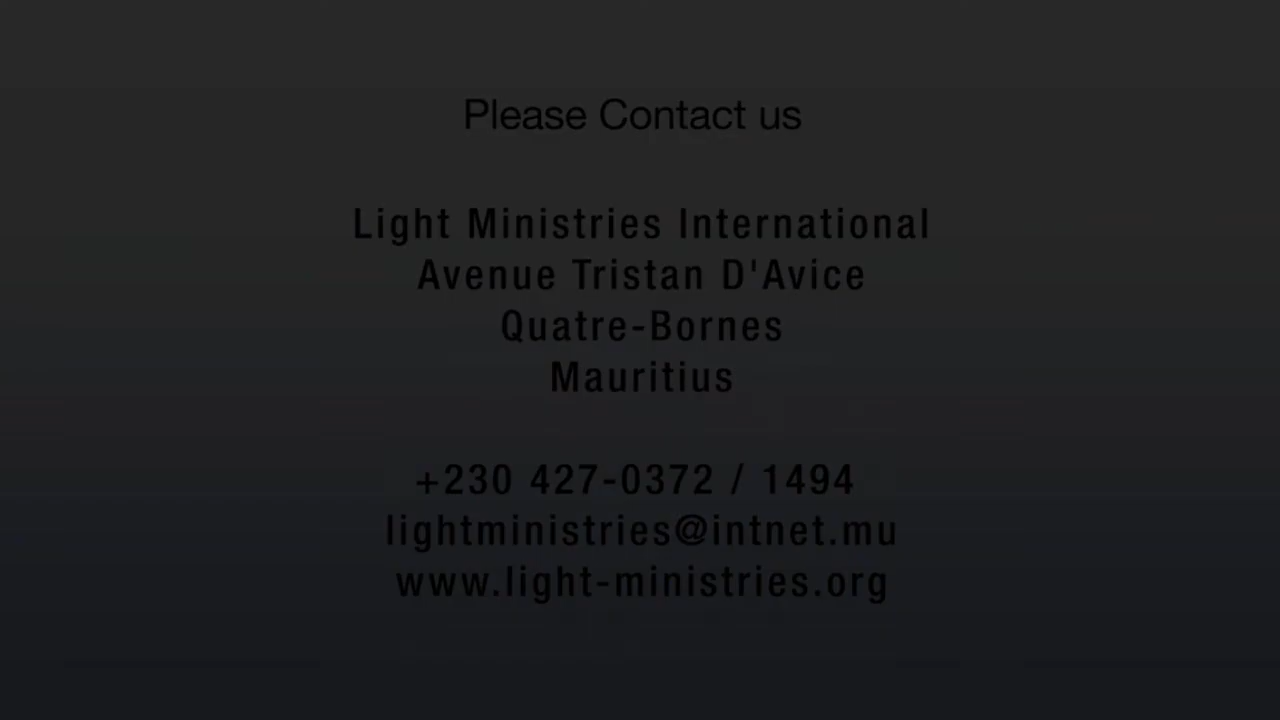 Please Contact us
Light Ministries International
Avenue Tristan D'Avice
Quatre-Bornes
Mauritius
+230 427-0372 / 1494
lightministries@intnet.mu
www.light-ministries.org